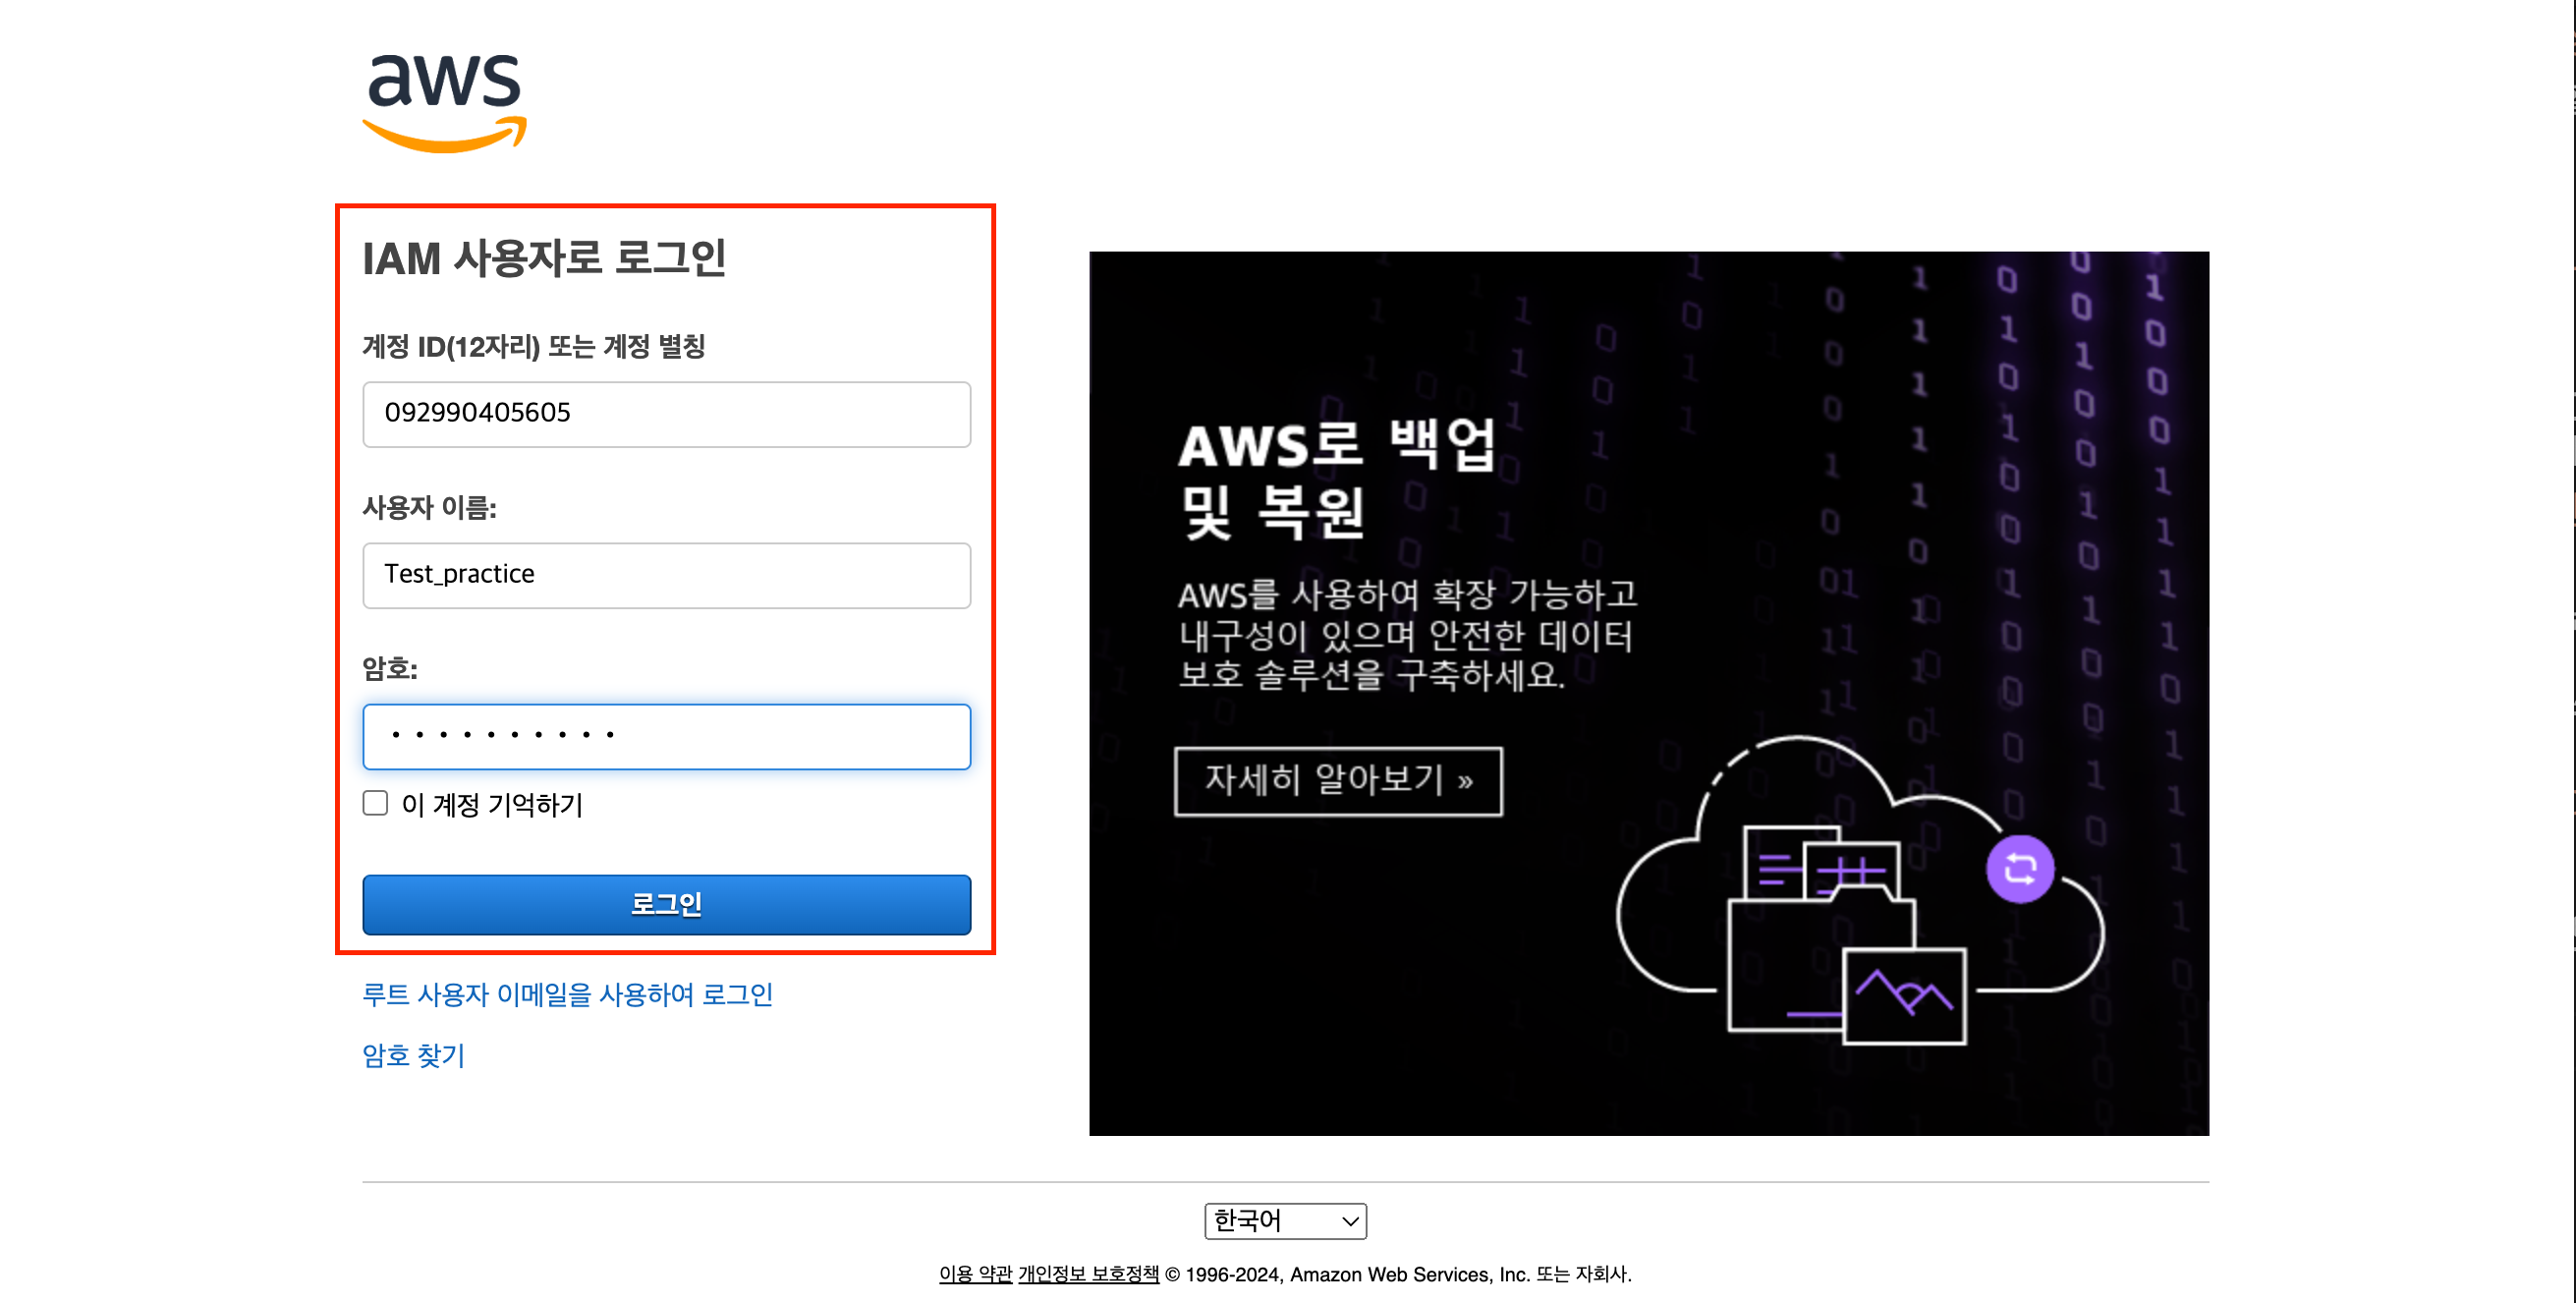 aws
IAM 사용자로 로그인
계정 ID(12자리) 또는 계정 별칭
092990405605
사용자 이름:
Test_practice
암호:
••••••••••
이 계정 기억하기
로그인
루트 사용자 이메일을 사용하여 로그인
암호 찾기
AWS로 백업
및 복원
AWS를 사용하여 확장 가능하고
내구성이 있으며 안전한 데이터
보호 솔루션을 구축하세요.
자세히 알아보기 »
한국어
이용 약관 개인정보 보호정책 © 1996-2024, Amazon Web Services, Inc. 또는 자회사.